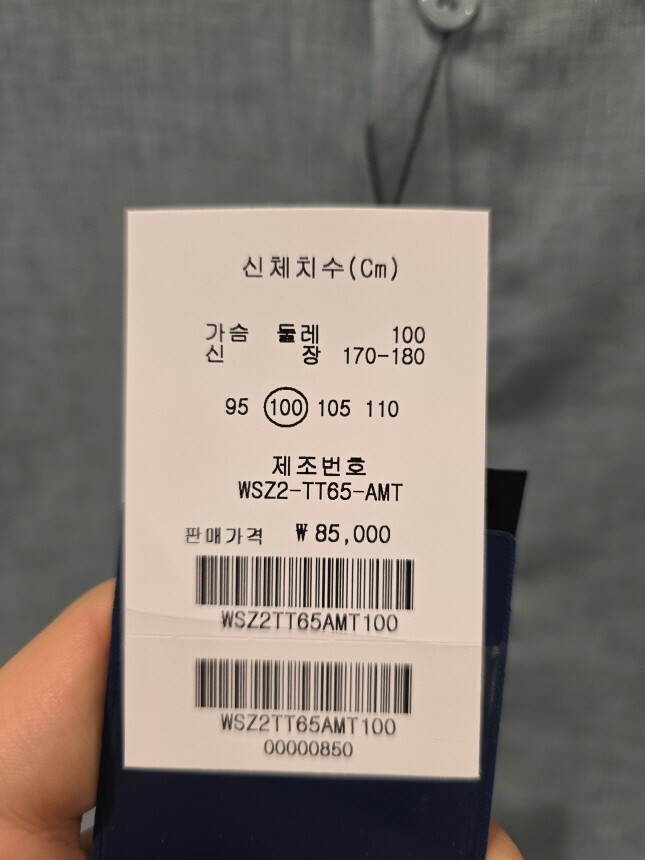 신체치수(Cm)
가슴 둘레 100
신 장 170-180
95 100 105 110
제조번호
WSZ2-TT65-AMT
판매가격 ₩85,000
WSZ2TT65AMT100
WSZ2TT65AMT100
00000850